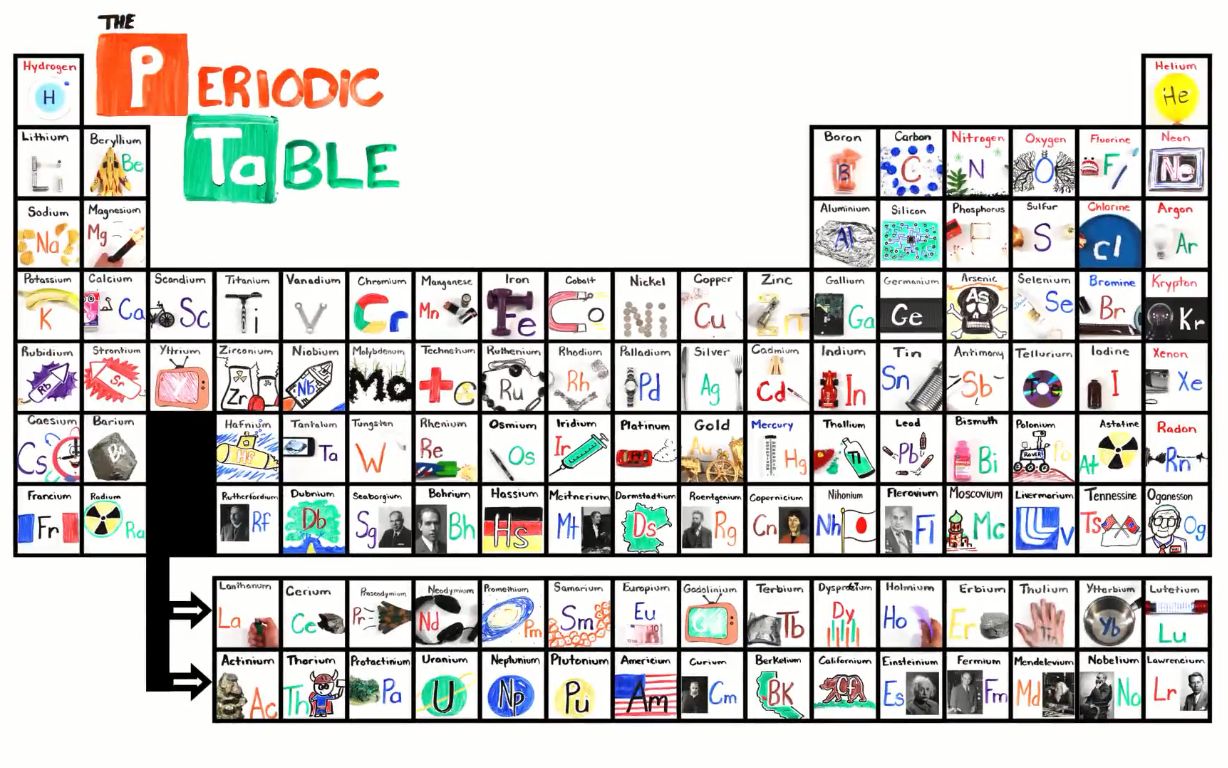 THE
PERIODIC
TaBLE
Hydrogen Helium
H He
Lithium Beryllium Boron Carbon Nitrogen Oxygen Fluorine Neon
Li Be B C N O F Ne
Sodium Magnesium Aluminium Silicon Phosphorus Sulfur Chlorine Argon
Na Mg Al S Cl Ar
Potassium Calcium Scandium Titanium Vanadium Chromium Manganese Iron Cobalt Nickel Copper Zinc Gallium Germanium Arsenic Selenium Bromine Krypton
K Ca Sc Ti V Cr Mn Fe Co Ni Cu Zn Ga Ge AS Se Br Kr
Rubidium Strontium Yttrium Zirconium Niobium Molybdenum Technetium Ruthenium Rhodium Palladium Silver Cadmium Indium Tin Antimony Tellurium Iodine Xenon
Rb Sr Zr Nb Mo c Ru Rh Pd Ag Cd In Sn Sb I Xe
Caesium Barium Hafnium Tantalum Tungsten Rhenium Osmium Iridium Platinum Gold Mercury Thallium Lead Bismuth Polonium Astatine Radon
Cs Ba Hf Ta W Re Os Ir Hg Tl Pb Bi Po At Rn
Francium Radium Rutherfordium Dubnium Seaborgium Bohrium Hassium Meitnerium Darmstadtium Roentgenium Copernicium Nihonium Flerovium Moscovium Livermorium Tennessine Oganesson
Fr Ra Rf Db Sg Bh Hs Mt Ds Rg Cn Nh Fl Mc Lv Ts Og
Lanthanum Cerium Praseodymium Neodymium Promethium Samarium Europium Gadolinium Terbium Dysprosium Holmium Erbium Thulium Ytterbium Lutetium
La Ce Pr Nd Pm Sm Eu Tb Dy Ho Er Yb Lu
Actinium Thorium Protactinium Uranium Neptunium Plutonium Americium Curium Berkelium Californium Einsteinium Fermium Mendelevium Nobelium Lawrencium
Ac Th Pa U Np Pu Am Cm BK Es Fm Md No Lr